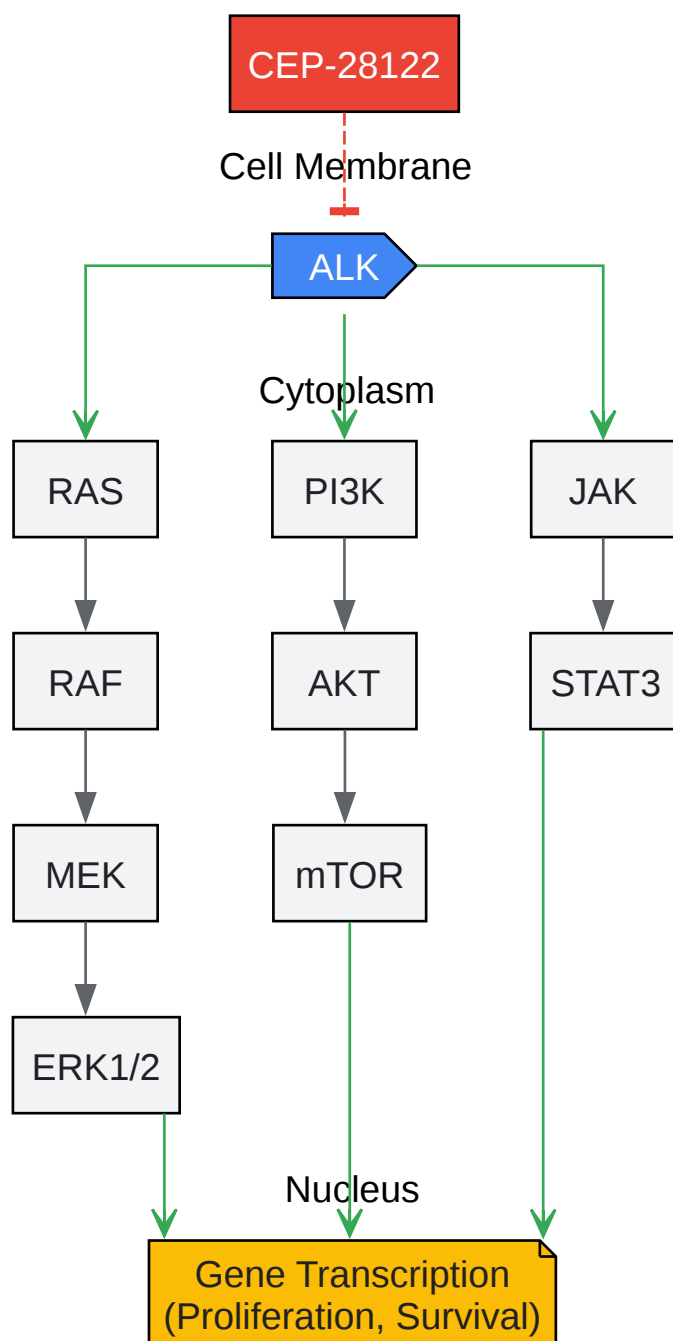 CEP-28122
Cell Membrane
ALK
Cytoplasm
RAS
PI3K
JAK
RAF
AKT
STAT3
MEK
mTOR
ERK1/2
Nucleus
Gene Transcription
(Proliferation, Survival)